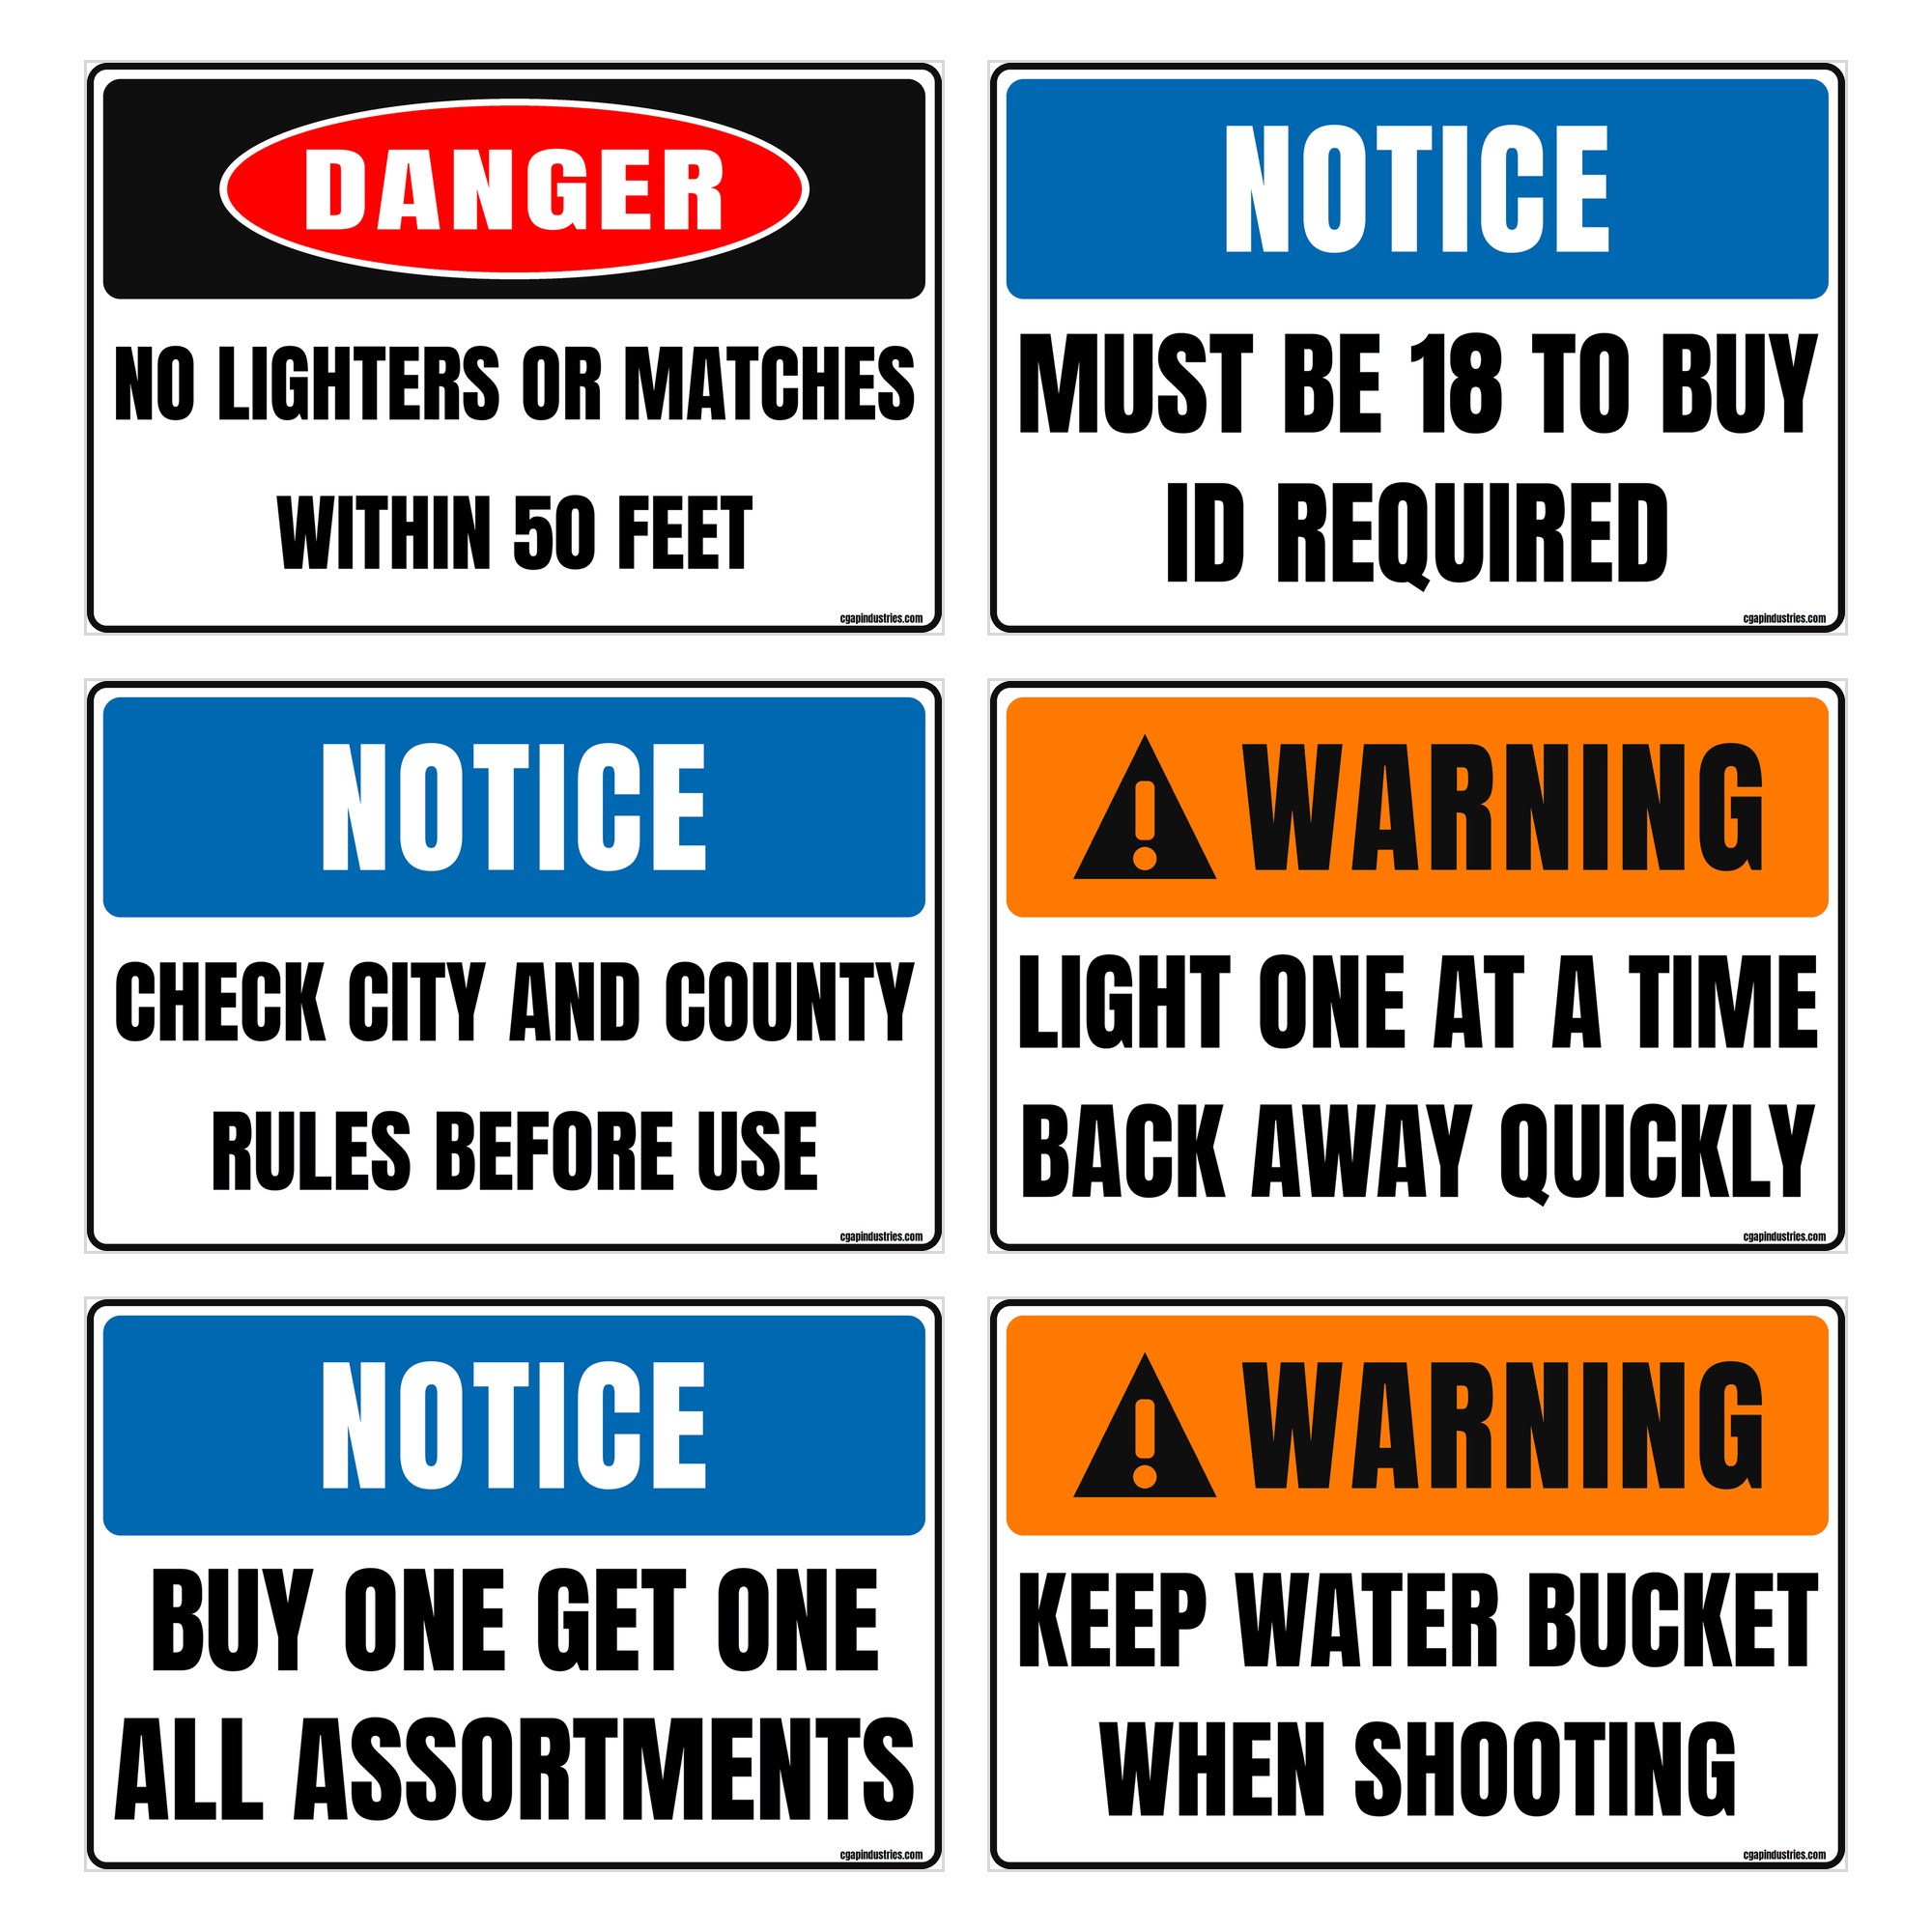 DANGER
NO LIGHTERS OR MATCHES
WITHIN 50 FEET
cgapindustries.com
NOTICE
MUST BE 18 TO BUY
ID REQUIRED
cgapindustries.com
NOTICE
CHECK CITY AND COUNTY
RULES BEFORE USE
cgapindustries.com
WARNING
LIGHT ONE AT A TIME
BACK AWAY QUICKLY
cgapindustries.com
NOTICE
BUY ONE GET ONE
ALL ASSORTMENTS
cgapindustries.com
WARNING
KEEP WATER BUCKET
WHEN SHOOTING
cgapindustries.com